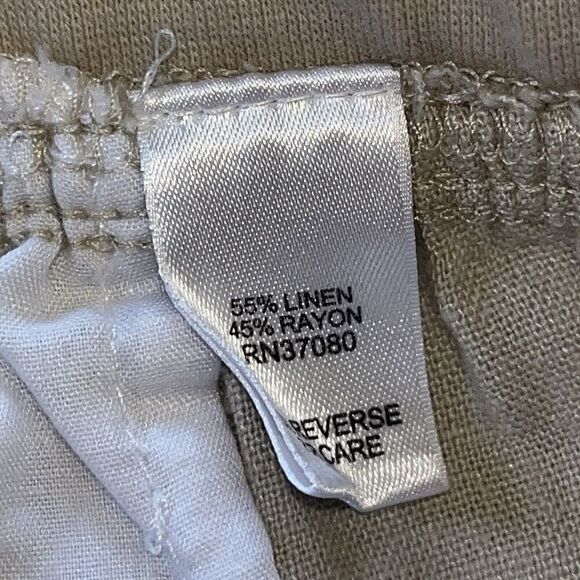 55% LINEN
45% RAYON
RN37080
REVERSE
CARE